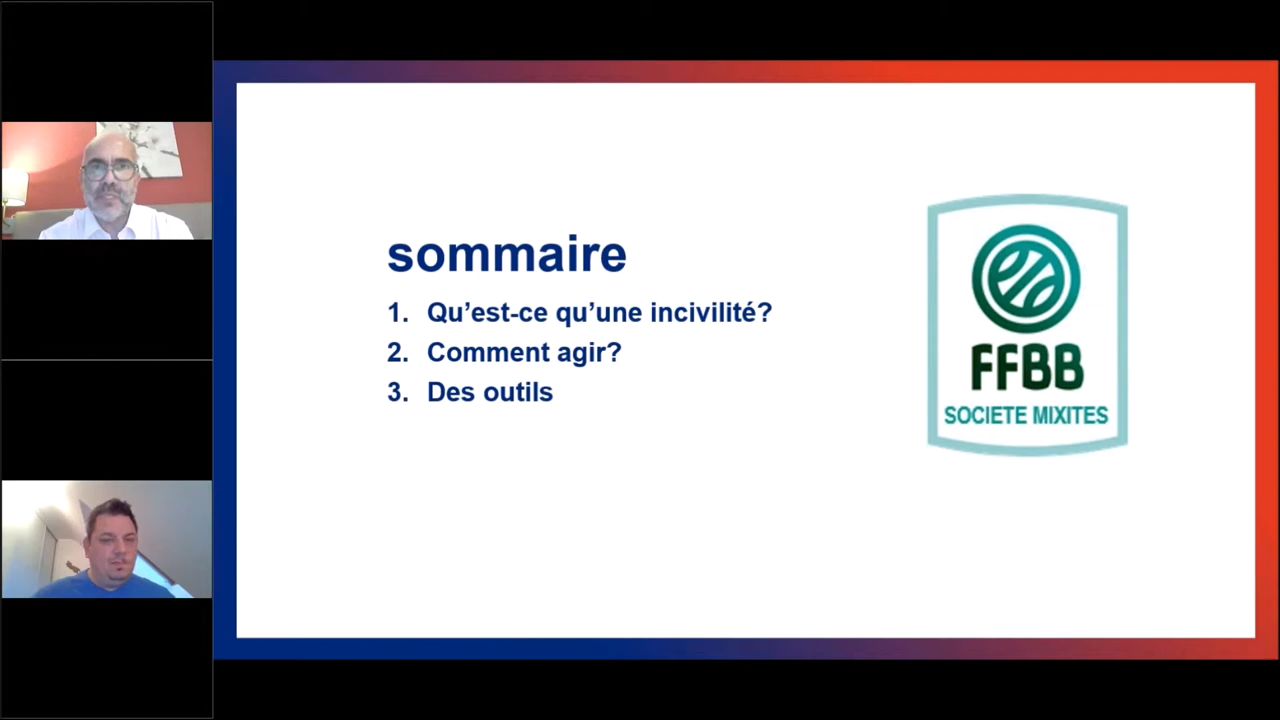 sommaire
1. Qu’est-ce qu’une incivilité?
2. Comment agir?
3. Des outils
FFBB
SOCIETE MIXITES